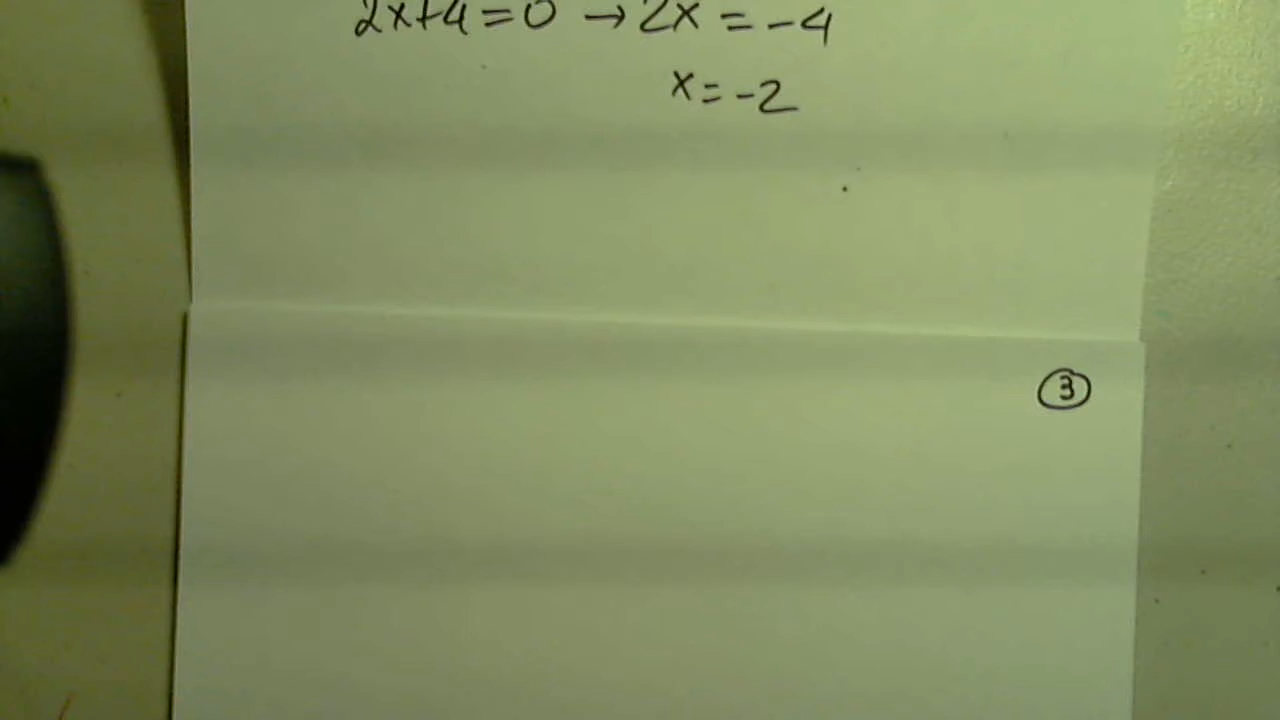 2x+4=0 → 2x = -4
x = -2
3